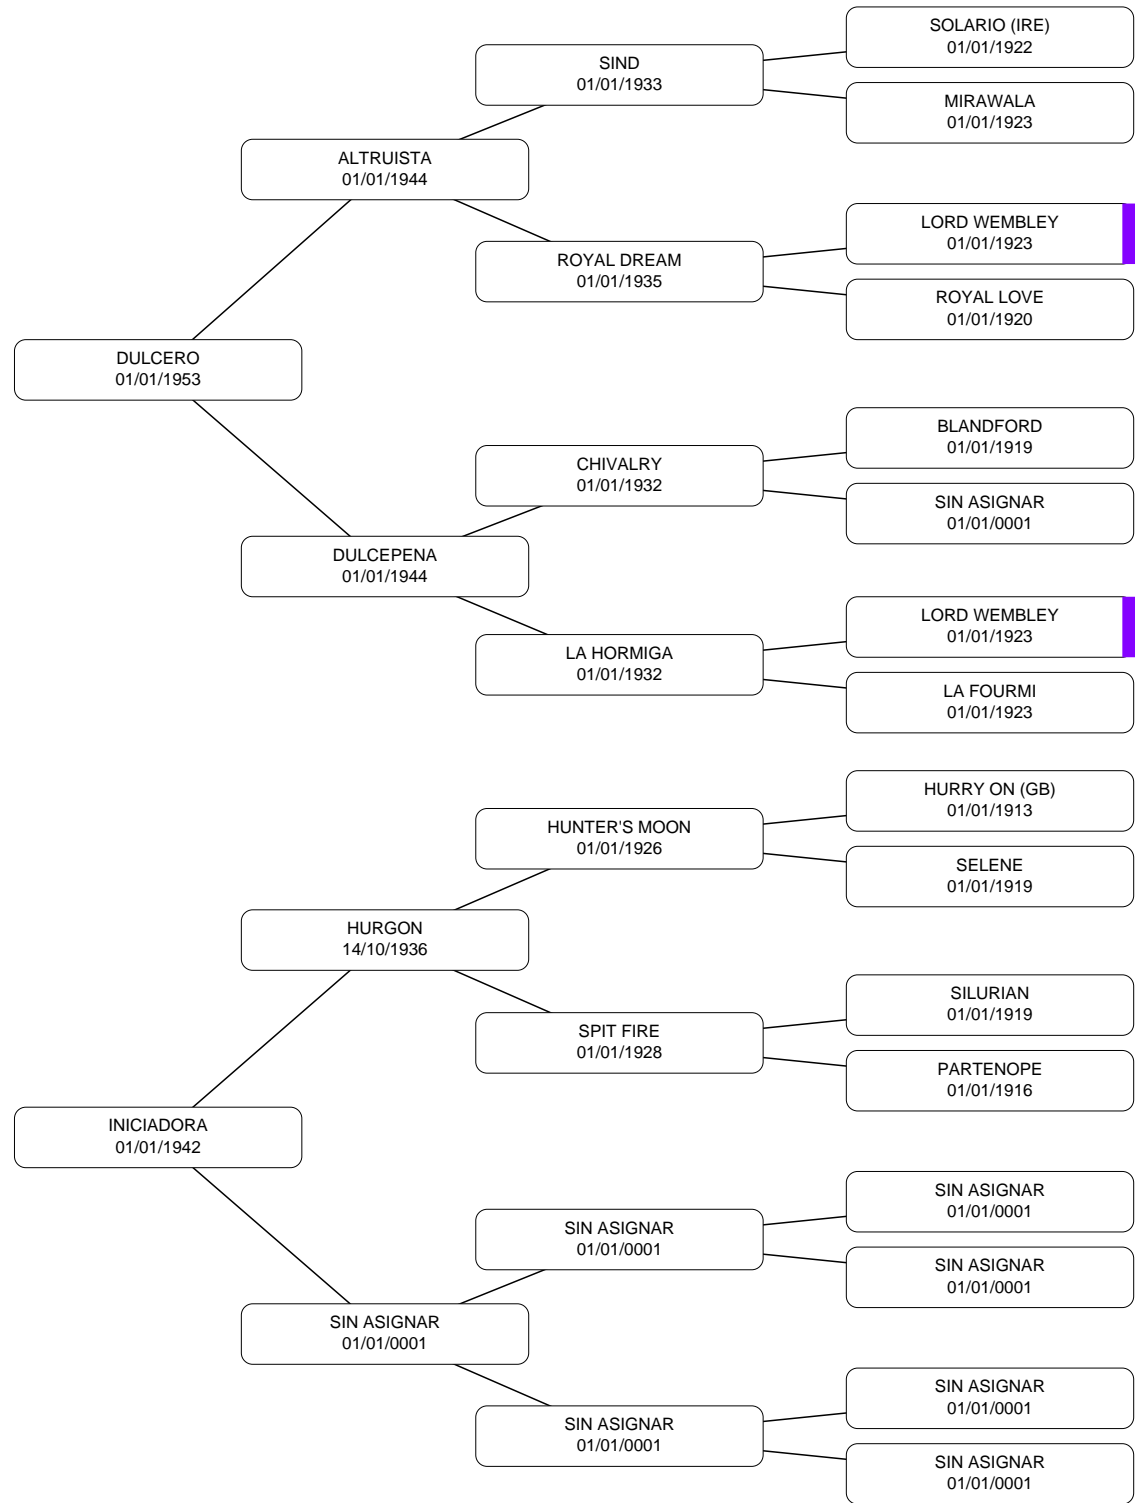 SOLARIO (IRE)
01/01/1922
SIND
01/01/1933
MIRAWALA
01/01/1923
ALTRUISTA
01/01/1944
LORD WEMBLEY
01/01/1923
ROYAL DREAM
01/01/1935
ROYAL LOVE
01/01/1920
DULCERO
01/01/1953
BLANDFORD
01/01/1919
CHIVALRY
01/01/1932
SIN ASIGNAR
01/01/0001
DULCEPENA
01/01/1944
LORD WEMBLEY
01/01/1923
LA HORMIGA
01/01/1932
LA FOURMI
01/01/1923
HURRY ON (GB)
01/01/1913
HUNTER'S MOON
01/01/1926
SELENE
01/01/1919
HURGON
14/10/1936
SILURIAN
01/01/1919
SPIT FIRE
01/01/1928
PARTENOPE
01/01/1916
INICIADORA
01/01/1942
SIN ASIGNAR
01/01/0001
SIN ASIGNAR
01/01/0001
SIN ASIGNAR
01/01/0001
SIN ASIGNAR
01/01/0001
SIN ASIGNAR
01/01/0001
SIN ASIGNAR
01/01/0001
SIN ASIGNAR
01/01/0001